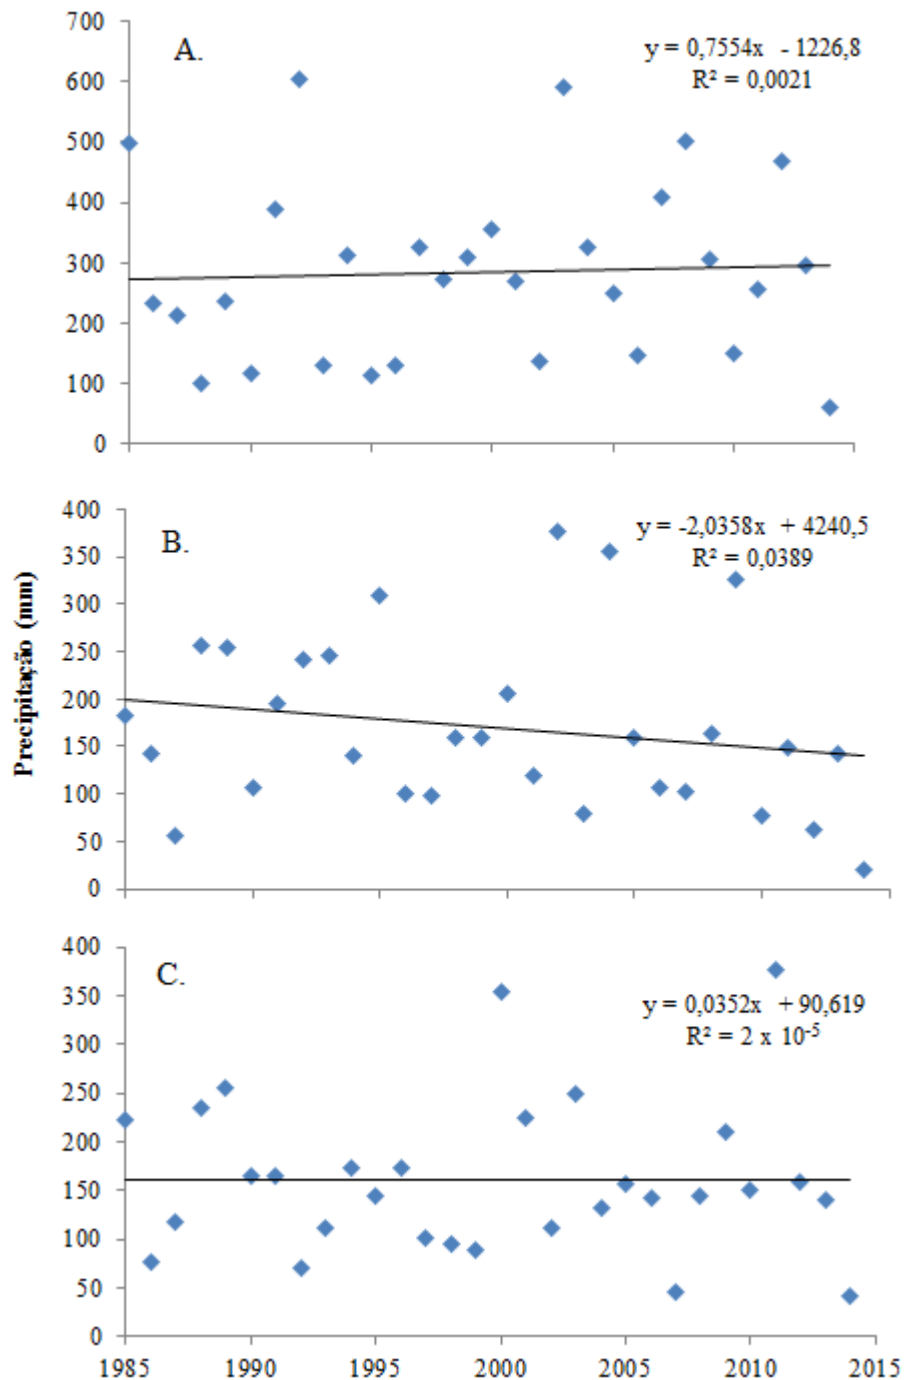 700
A.
y = 0,7554x - 1226,8
R² = 0,0021
600
500
400
300
200
100
0
400
B.
y = -2,0358x + 4240,5
R² = 0,0389
350
300
250
200
150
100
50
0
Precipitação (mm)
400
C.
y = 0,0352x + 90,619
R² = 2 x 10⁻⁵
350
300
250
200
150
100
50
0
1985 1990 1995 2000 2005 2010 2015